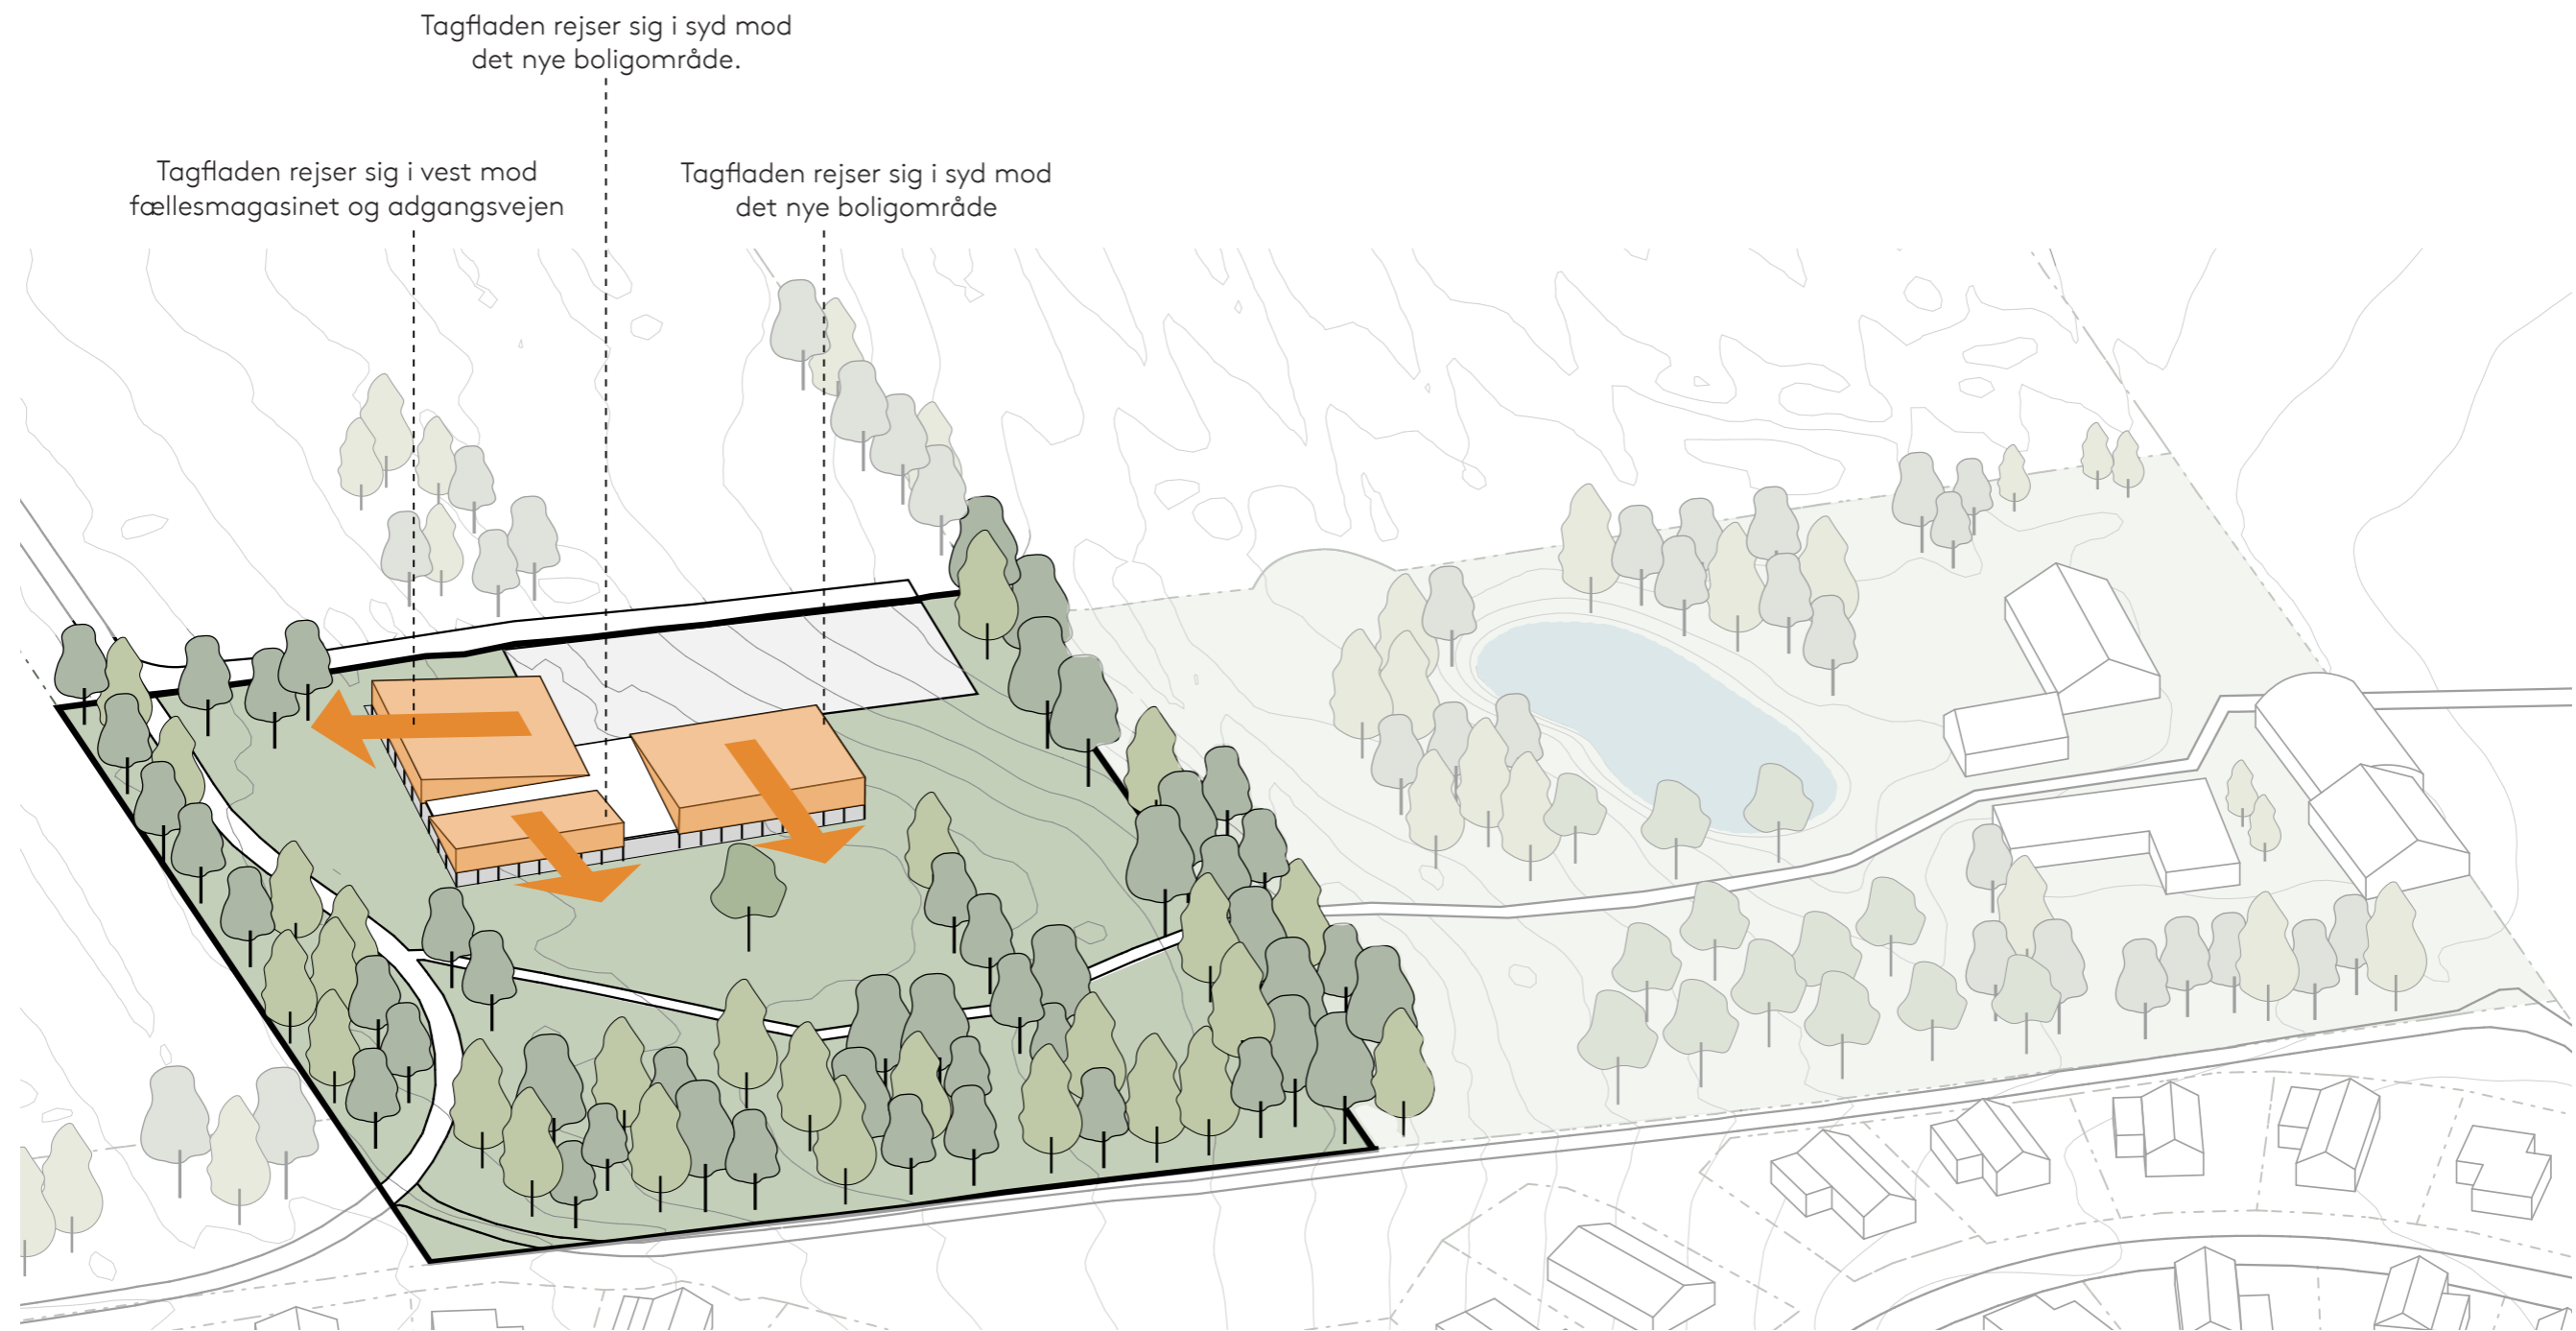 Tagfladen rejser sig i syd mod
det nye boligområde.
Tagfladen rejser sig i vest mod
fællesmagasinet og adgangsvejen
Tagfladen rejser sig i syd mod
det nye boligområde